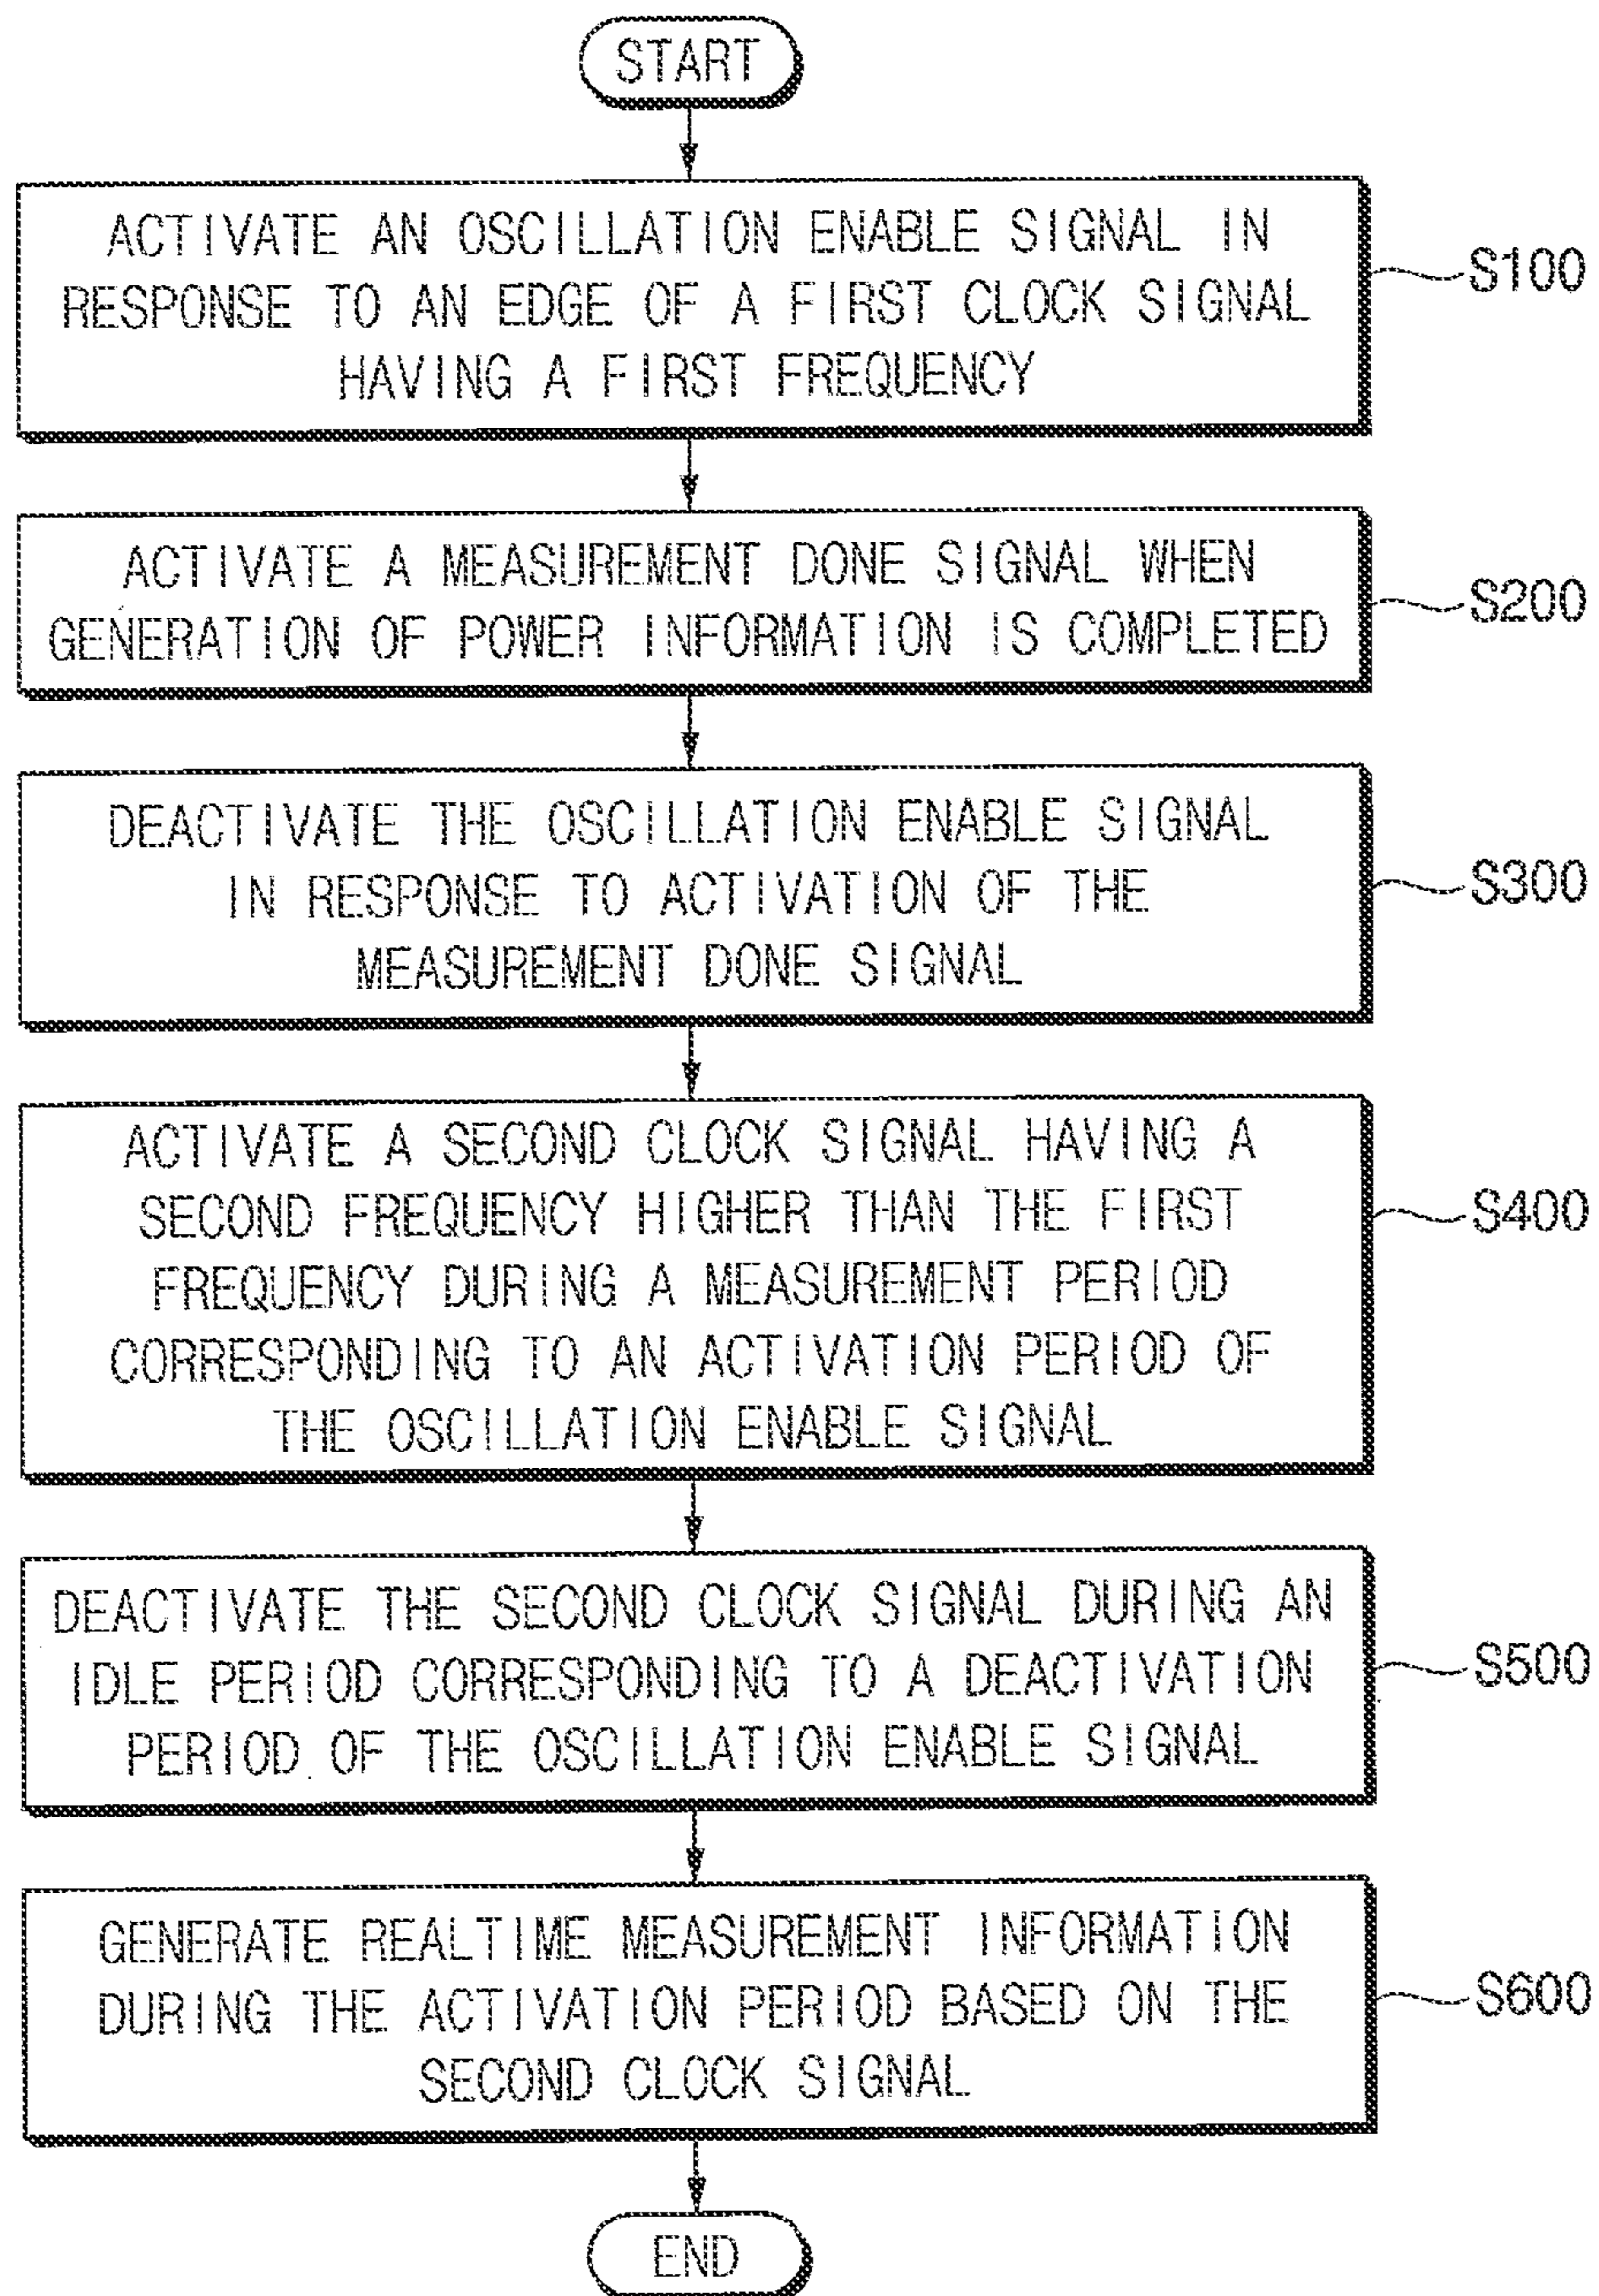 START
ACTIVATE AN OSCILLATION ENABLE SIGNAL IN
RESPONSE TO AN EDGE OF A FIRST CLOCK SIGNAL
HAVING A FIRST FREQUENCY
S100
ACTIVATE A MEASUREMENT DONE SIGNAL WHEN
GENERATION OF POWER INFORMATION IS COMPLETED
S200
DEACTIVATE THE OSCILLATION ENABLE SIGNAL
IN RESPONSE TO ACTIVATION OF THE
MEASUREMENT DONE SIGNAL
S300
ACTIVATE A SECOND CLOCK SIGNAL HAVING A
SECOND FREQUENCY HIGHER THAN THE FIRST
FREQUENCY DURING A MEASUREMENT PERIOD
CORRESPONDING TO AN ACTIVATION PERIOD OF
THE OSCILLATION ENABLE SIGNAL
S400
DEACTIVATE THE SECOND CLOCK SIGNAL DURING AN
IDLE PERIOD CORRESPONDING TO A DEACTIVATION
PERIOD OF THE OSCILLATION ENABLE SIGNAL
S500
GENERATE REALTIME MEASUREMENT INFORMATION
DURING THE ACTIVATION PERIOD BASED ON THE
SECOND CLOCK SIGNAL
S600
END